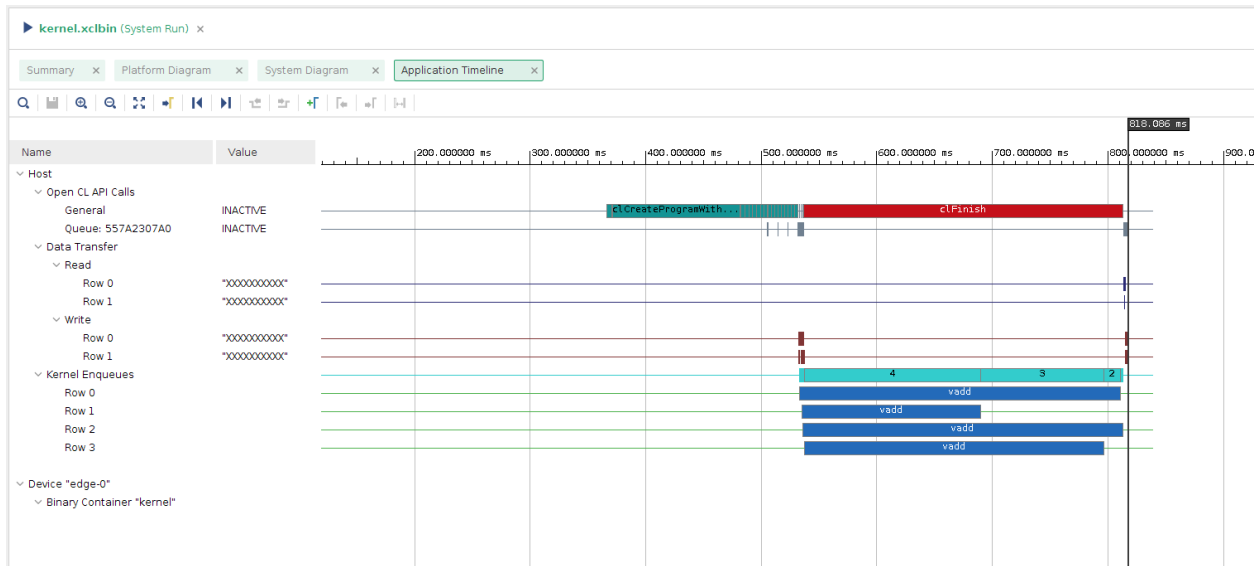 kernel.xclbin (System Run) ×
Summary × Platform Diagram × System Diagram × Application Timeline ×
818.086 ms
Name Value 200.000000 ms 300.000000 ms 400.000000 ms 500.000000 ms 600.000000 ms 700.000000 ms 800.000000 ms 900.0
Host
Open CL API Calls
General INACTIVE clCreateProgramWith... clFinish
Queue: 557A2307A0 INACTIVE
Data Transfer
Read
Row 0 "XXXXXXXXXX"
Row 1 "XXXXXXXXXX"
Write
Row 0 "XXXXXXXXXX"
Row 1 "XXXXXXXXXX"
Kernel Enqueues 4 3 2
Row 0 vadd
Row 1 vadd
Row 2 vadd
Row 3 vadd
Device "edge-0"
Binary Container "kernel"